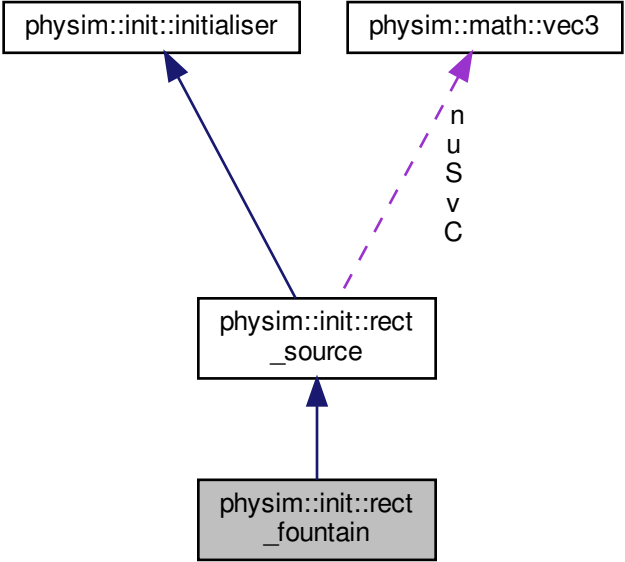 physim::init::initialiser
physim::math::vec3
n
u
S
v
C
physim::init::rect
_source
physim::init::rect
_fountain